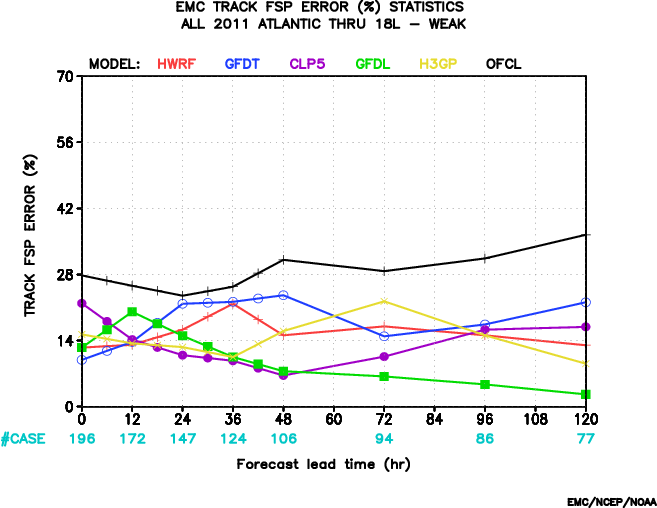 EMC TRACK FSP ERROR (%) STATISTICS
ALL 2011 ATLANTIC THRU 18L – WEAK
MODEL: HWRF GFDT CLP5 GFDL H3GP OFCL
70
56
42
28
14
0
TRACK FSP ERROR (%)
0 12 24 36 48 60 72 84 96 108 120
#CASE 196 172 147 124 106 94 86 77
Forecast lead time (hr)
EMC/NCEP/NOAA